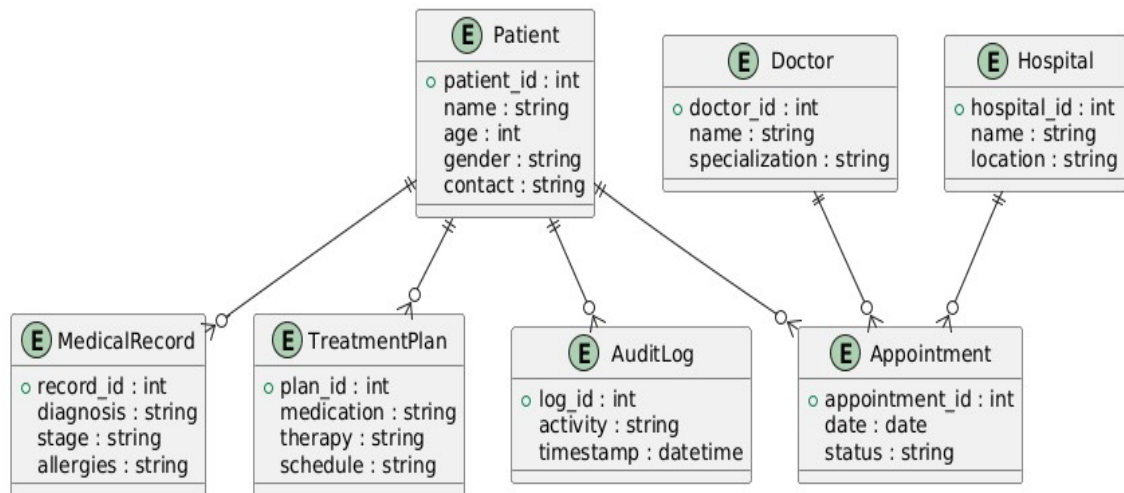 E Patient
patient_id : int
name : string
age : int
gender : string
contact : string
E Doctor
doctor_id : int
name : string
specialization : string
E Hospital
hospital_id : int
name : string
location : string
E MedicalRecord
record_id : int
diagnosis : string
stage : string
allergies : string
E TreatmentPlan
plan_id : int
medication : string
therapy : string
schedule : string
E AuditLog
log_id : int
activity : string
timestamp : datetime
E Appointment
appointment_id : int
date : date
status : string